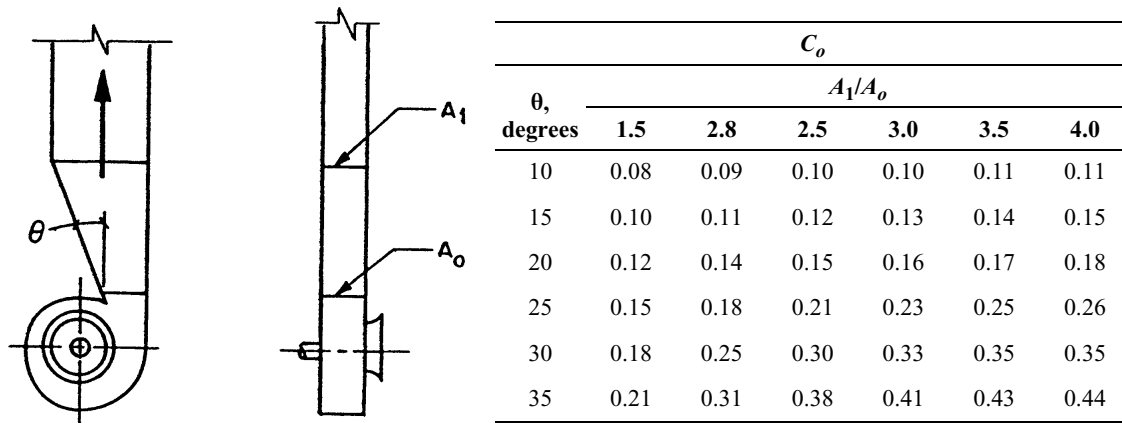 θ
A1
Ao
Co
θ,
degrees
A1/Ao
1.5 2.8 2.5 3.0 3.5 4.0
10 0.08 0.09 0.10 0.10 0.11 0.11
15 0.10 0.11 0.12 0.13 0.14 0.15
20 0.12 0.14 0.15 0.16 0.17 0.18
25 0.15 0.18 0.21 0.23 0.25 0.26
30 0.18 0.25 0.30 0.33 0.35 0.35
35 0.21 0.31 0.38 0.41 0.43 0.44